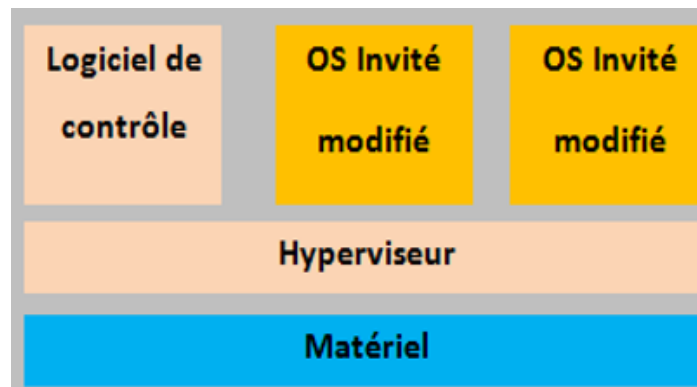 Logiciel de
contrôle
OS Invité
modifié
OS Invité
modifié
Hyperviseur
Matériel